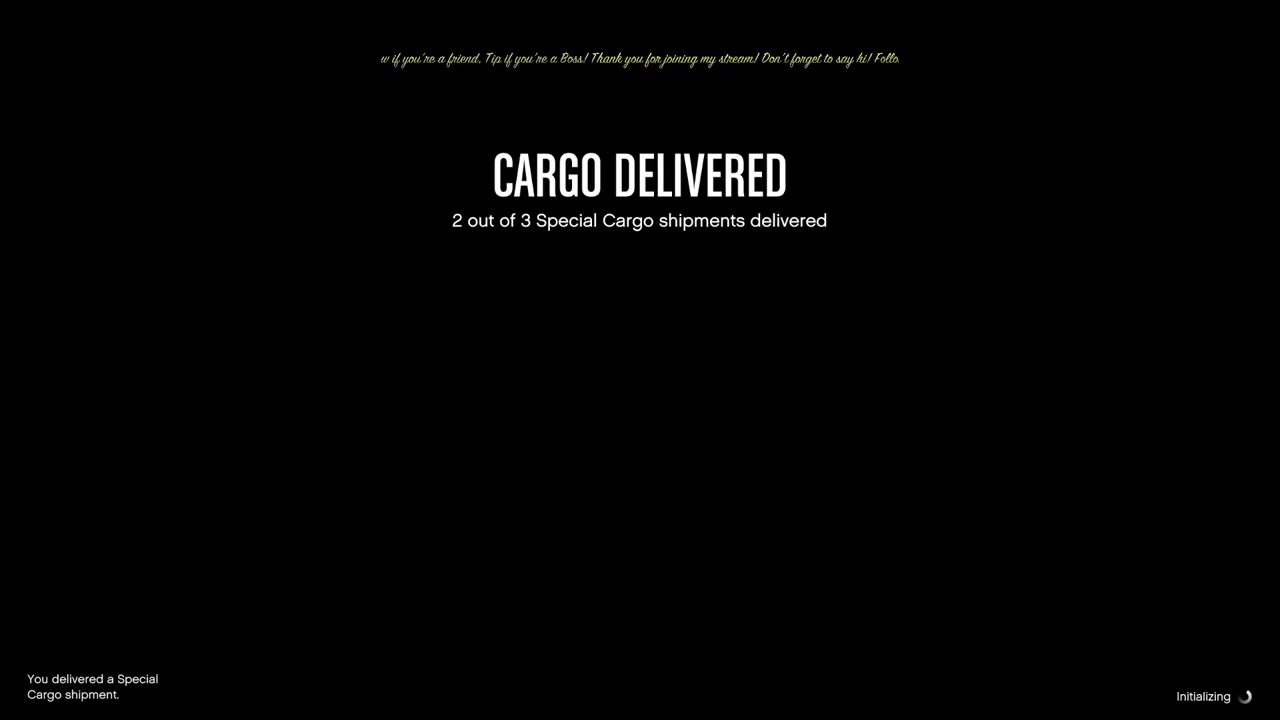 w if you're a friend, Tip if you're a Boss! Thank you for joining my stream! Don't forget to say hi! Follo
CARGO DELIVERED
2 out of 3 Special Cargo shipments delivered
You delivered a Special
Cargo shipment.
Initializing